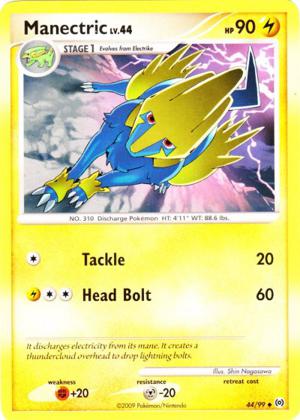 Manectric LV.44 HP 90
STAGE 1 Evolves from Electrike
NO. 310 Discharge Pokémon HT: 4'11" WT: 88.6 lbs.
Tackle 20
Head Bolt 60
It discharges electricity from its mane. It creates a
thundercloud overhead to drop lightning bolts.
Illus. Shin Nagasawa
weakness resistance retreat cost
+20 -20
©2009 Pokémon/Nintendo 44/99